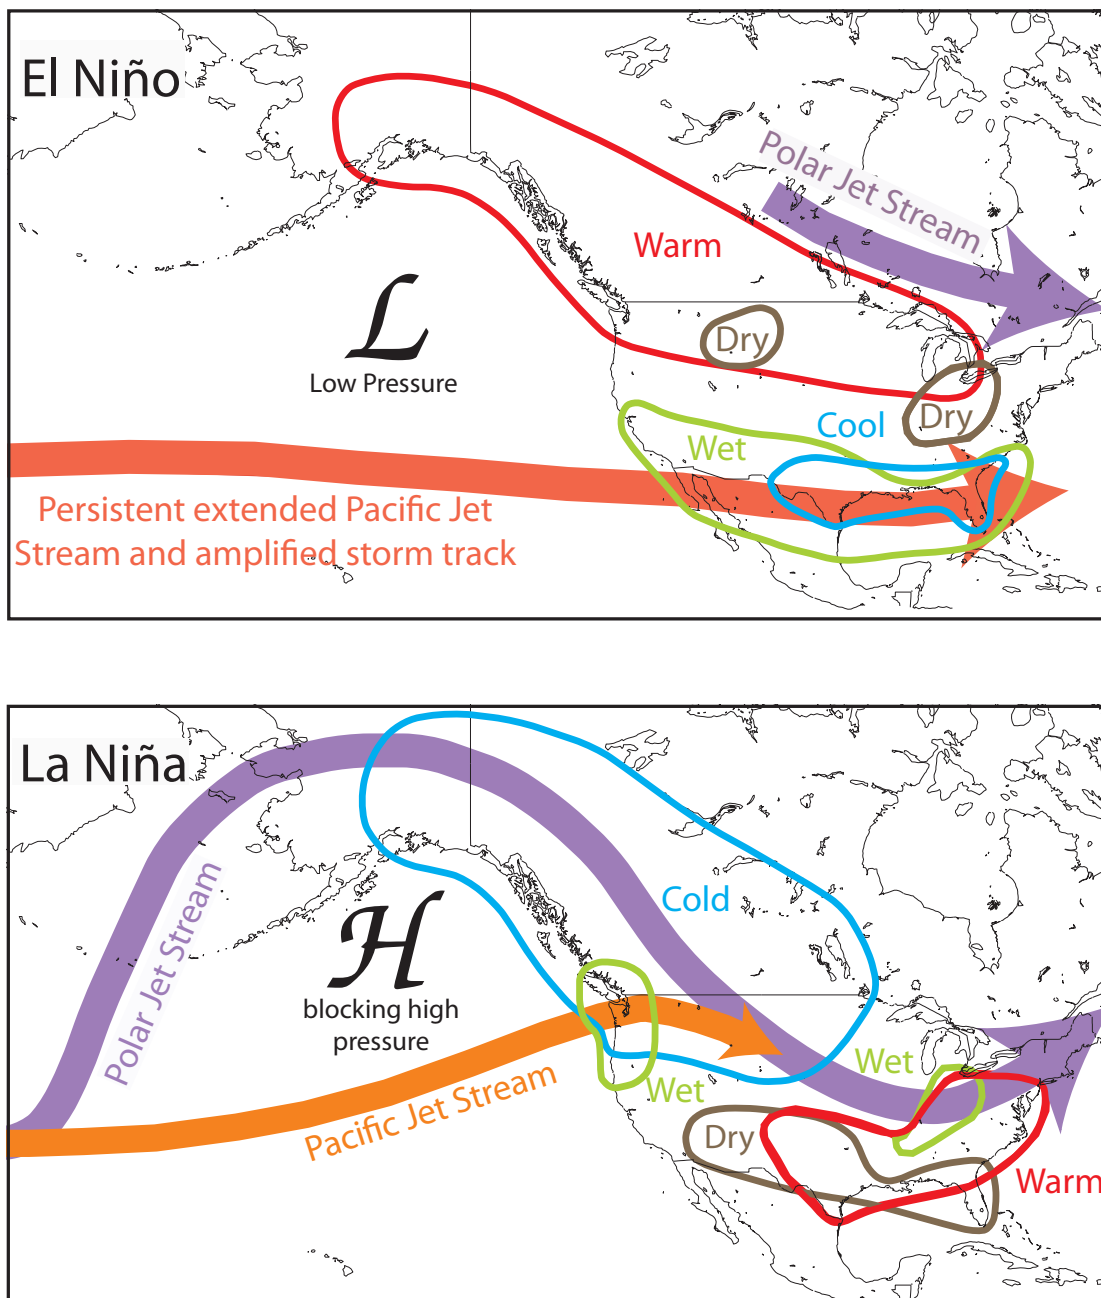 El Niño
Polar Jet Stream
Warm
L
Low Pressure
Dry
Dry
Cool
Wet
Persistent extended Pacific Jet
Stream and amplified storm track
La Niña
Polar Jet Stream
Cold
H
blocking high
pressure
Pacific Jet Stream
Wet
Wet
Dry
Warm